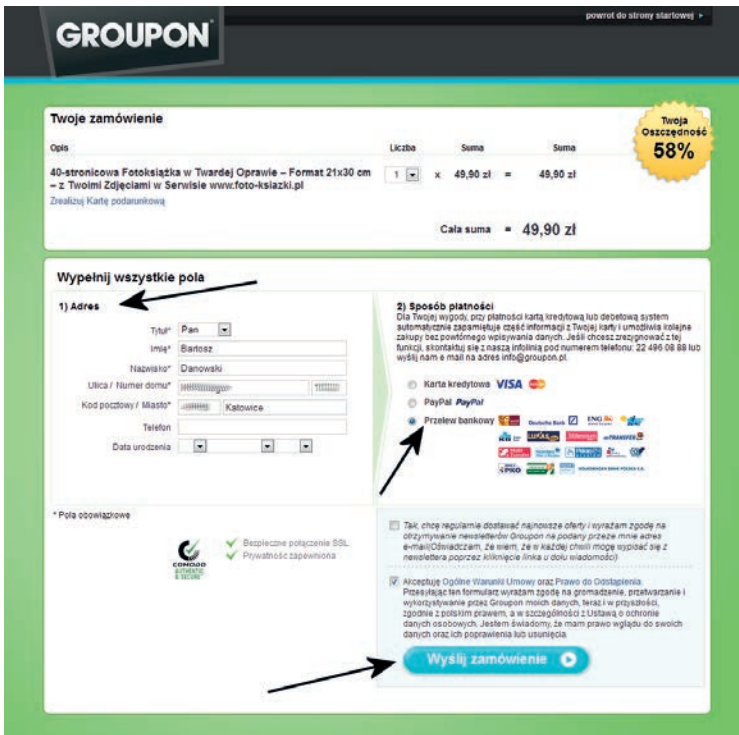 powrót do strony startowej
GROUPON
Twoje zamówienie
Twoja
Oszczędność
58%
Opis
Liczba
Suma
Suma
40-stronicowa Fotoksiążka w Twardej Oprawie – Format 21x30 cm
– z Twoimi Zdjęciami w Serwisie www.foto-ksiazki.pl
1
x
49,90 zł
=
49,90 zł
Zrealizuj Kartę podarunkową
Cała suma = 49,90 zł
Wypełnij wszystkie pola
1) Adres
Tytuł* Pan
Imię* Bartosz
Nazwisko* Danowski
Ulica / Numer domu*
Kod pocztowy / Miasto* Katowice
Telefon
Data urodzenia
* Pola obowiązkowe
COMODO
AUTHENTIC
& SECURE
Bezpieczne połączenie SSL
Prywatność zapewniona
2) Sposób płatności
Dla Twojej wygody, przy płatności kartą kredytową lub debetową system
automatycznie zapamiętuje część informacji z Twojej karty i umożliwia kolejne
zakupy bez powtórnego wpisywania danych. Jeśli chcesz zrezygnować z tej
funkcji, skontaktuj się z naszą infolinią pod numerem telefonu: 22 496 08 88 lub
wyślij nam e mail na adres info@groupon.pl.
Karta kredytowa VISA
PayPal PayPal
Przelew bankowy Deutsche Bank ING
LUKAS Millennium mTRANSFER
PKO VOLKSWAGEN BANK POLSKA S.A.
Tak, chcę regularnie dostawać najnowsze oferty i wyrażam zgodę na
otrzymywanie newsletterów Groupon na podany przeze mnie adres
e-mail(Oświadczam, że wiem, że w każdej chwili mogę wypisać się z
newslettera poprzez kliknięcie linka u dołu wiadomości)
Akceptuję Ogólne Warunki Umowy oraz Prawo do Odstąpienia.
Przesyłając ten formularz wyrażam zgodę na gromadzenie, przetwarzanie i
wykorzystywanie przez Groupon moich danych, teraz i w przyszłości,
zgodnie z polskim prawem, a w szczególności z Ustawą o ochronie
danych osobowych. Jestem świadomy, że mam prawo wglądu do swoich
danych oraz ich poprawienia lub usunięcia.
Wyślij zamówienie